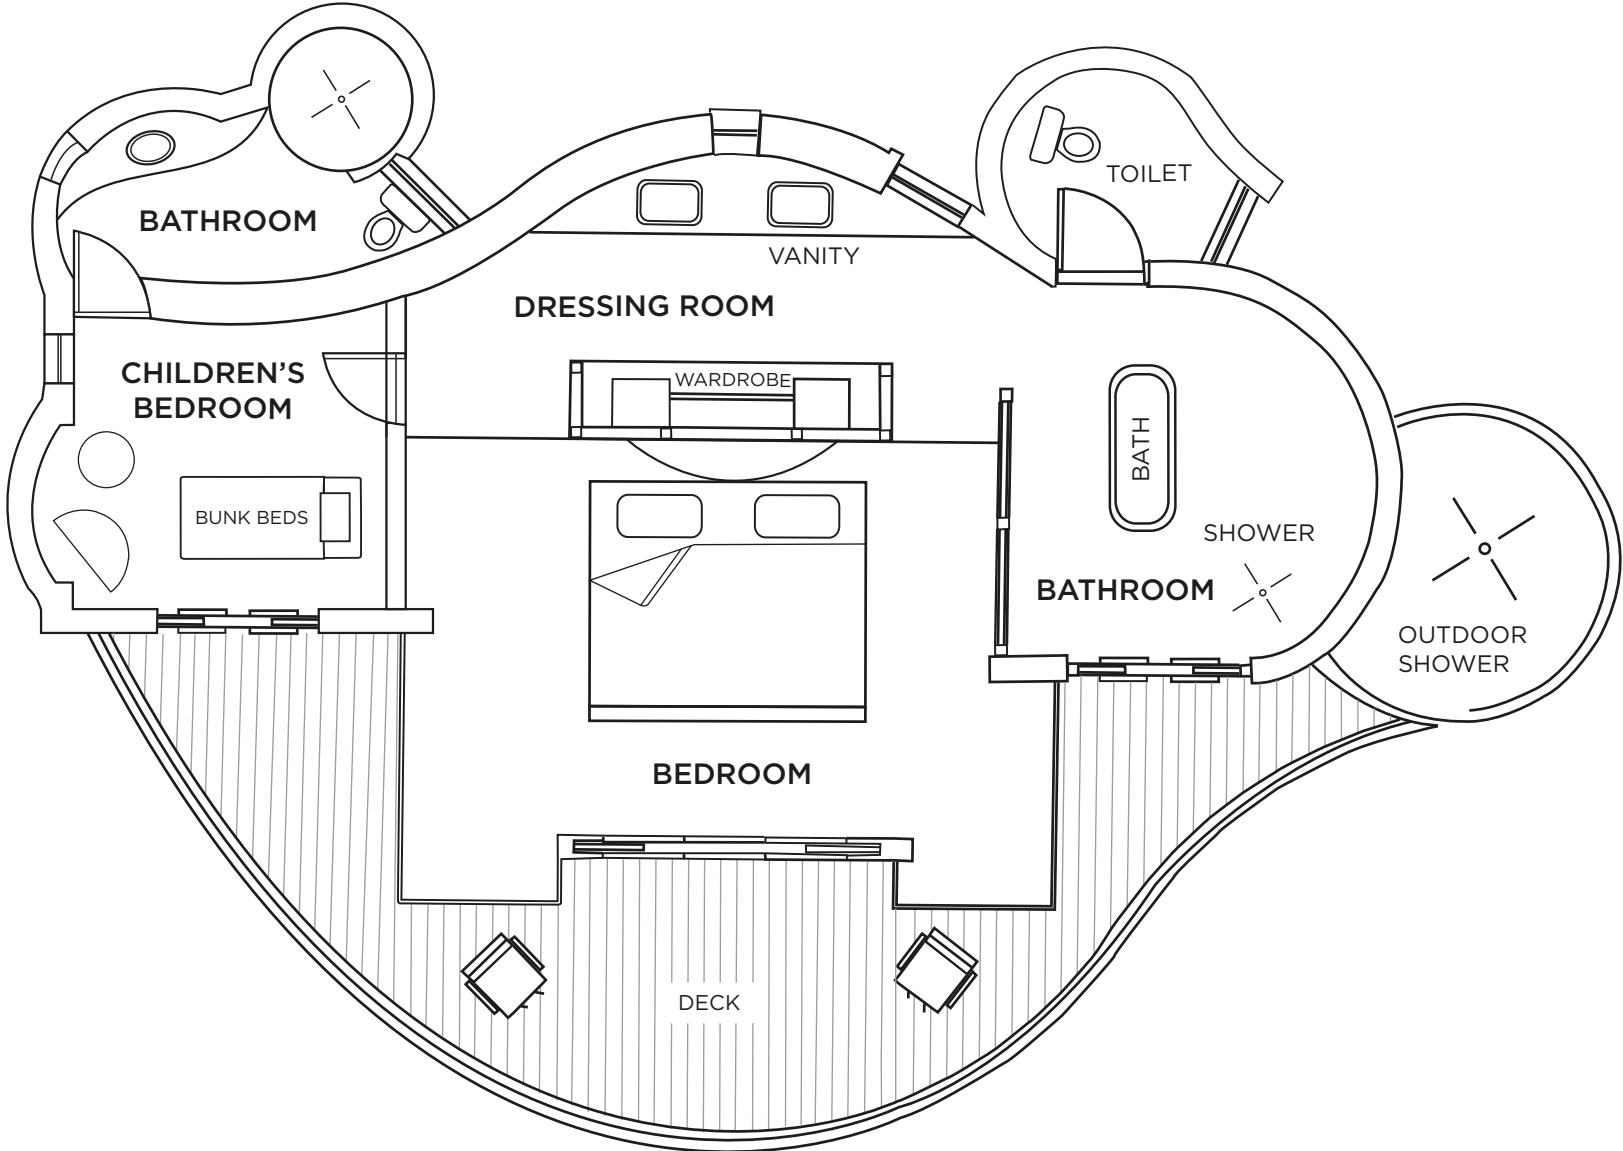 TOILET
BATHROOM
VANITY
DRESSING ROOM
CHILDREN'S
BEDROOM
WARDROBE
BATH
BUNK BEDS
SHOWER
BATHROOM
OUTDOOR
SHOWER
BEDROOM
DECK